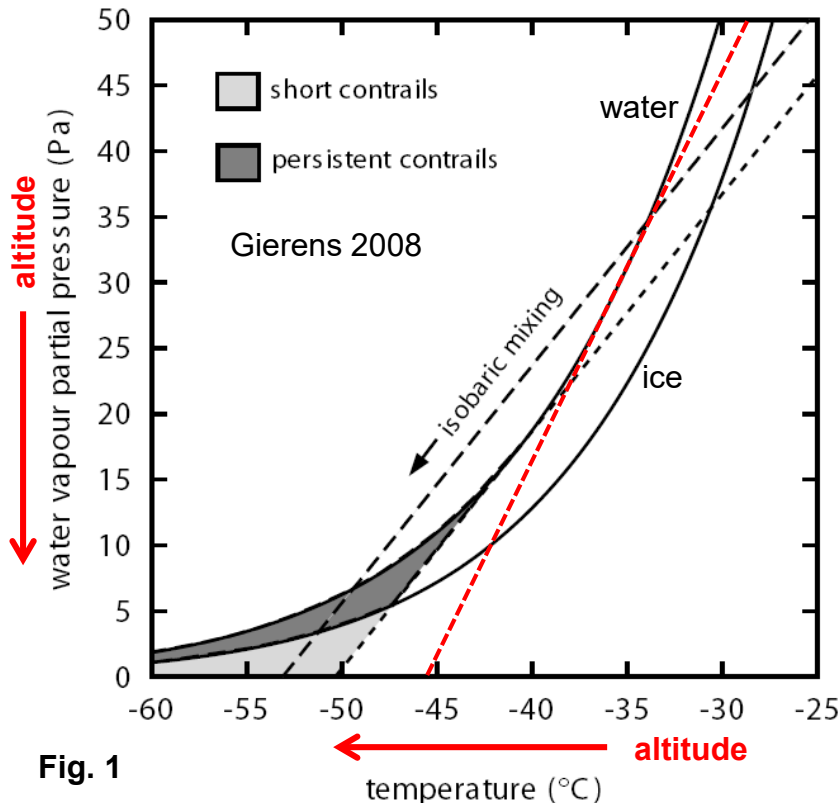 50
45
40
35
30
25
20
15
10
5
0
water vapour partial pressure (Pa)
altitude
short contrails
persistent contrails
Gierens 2008
water
ice
isobaric mixing
-60
-55
-50
-45
-40
-35
-30
-25
altitude
Fig. 1
temperature (°C)